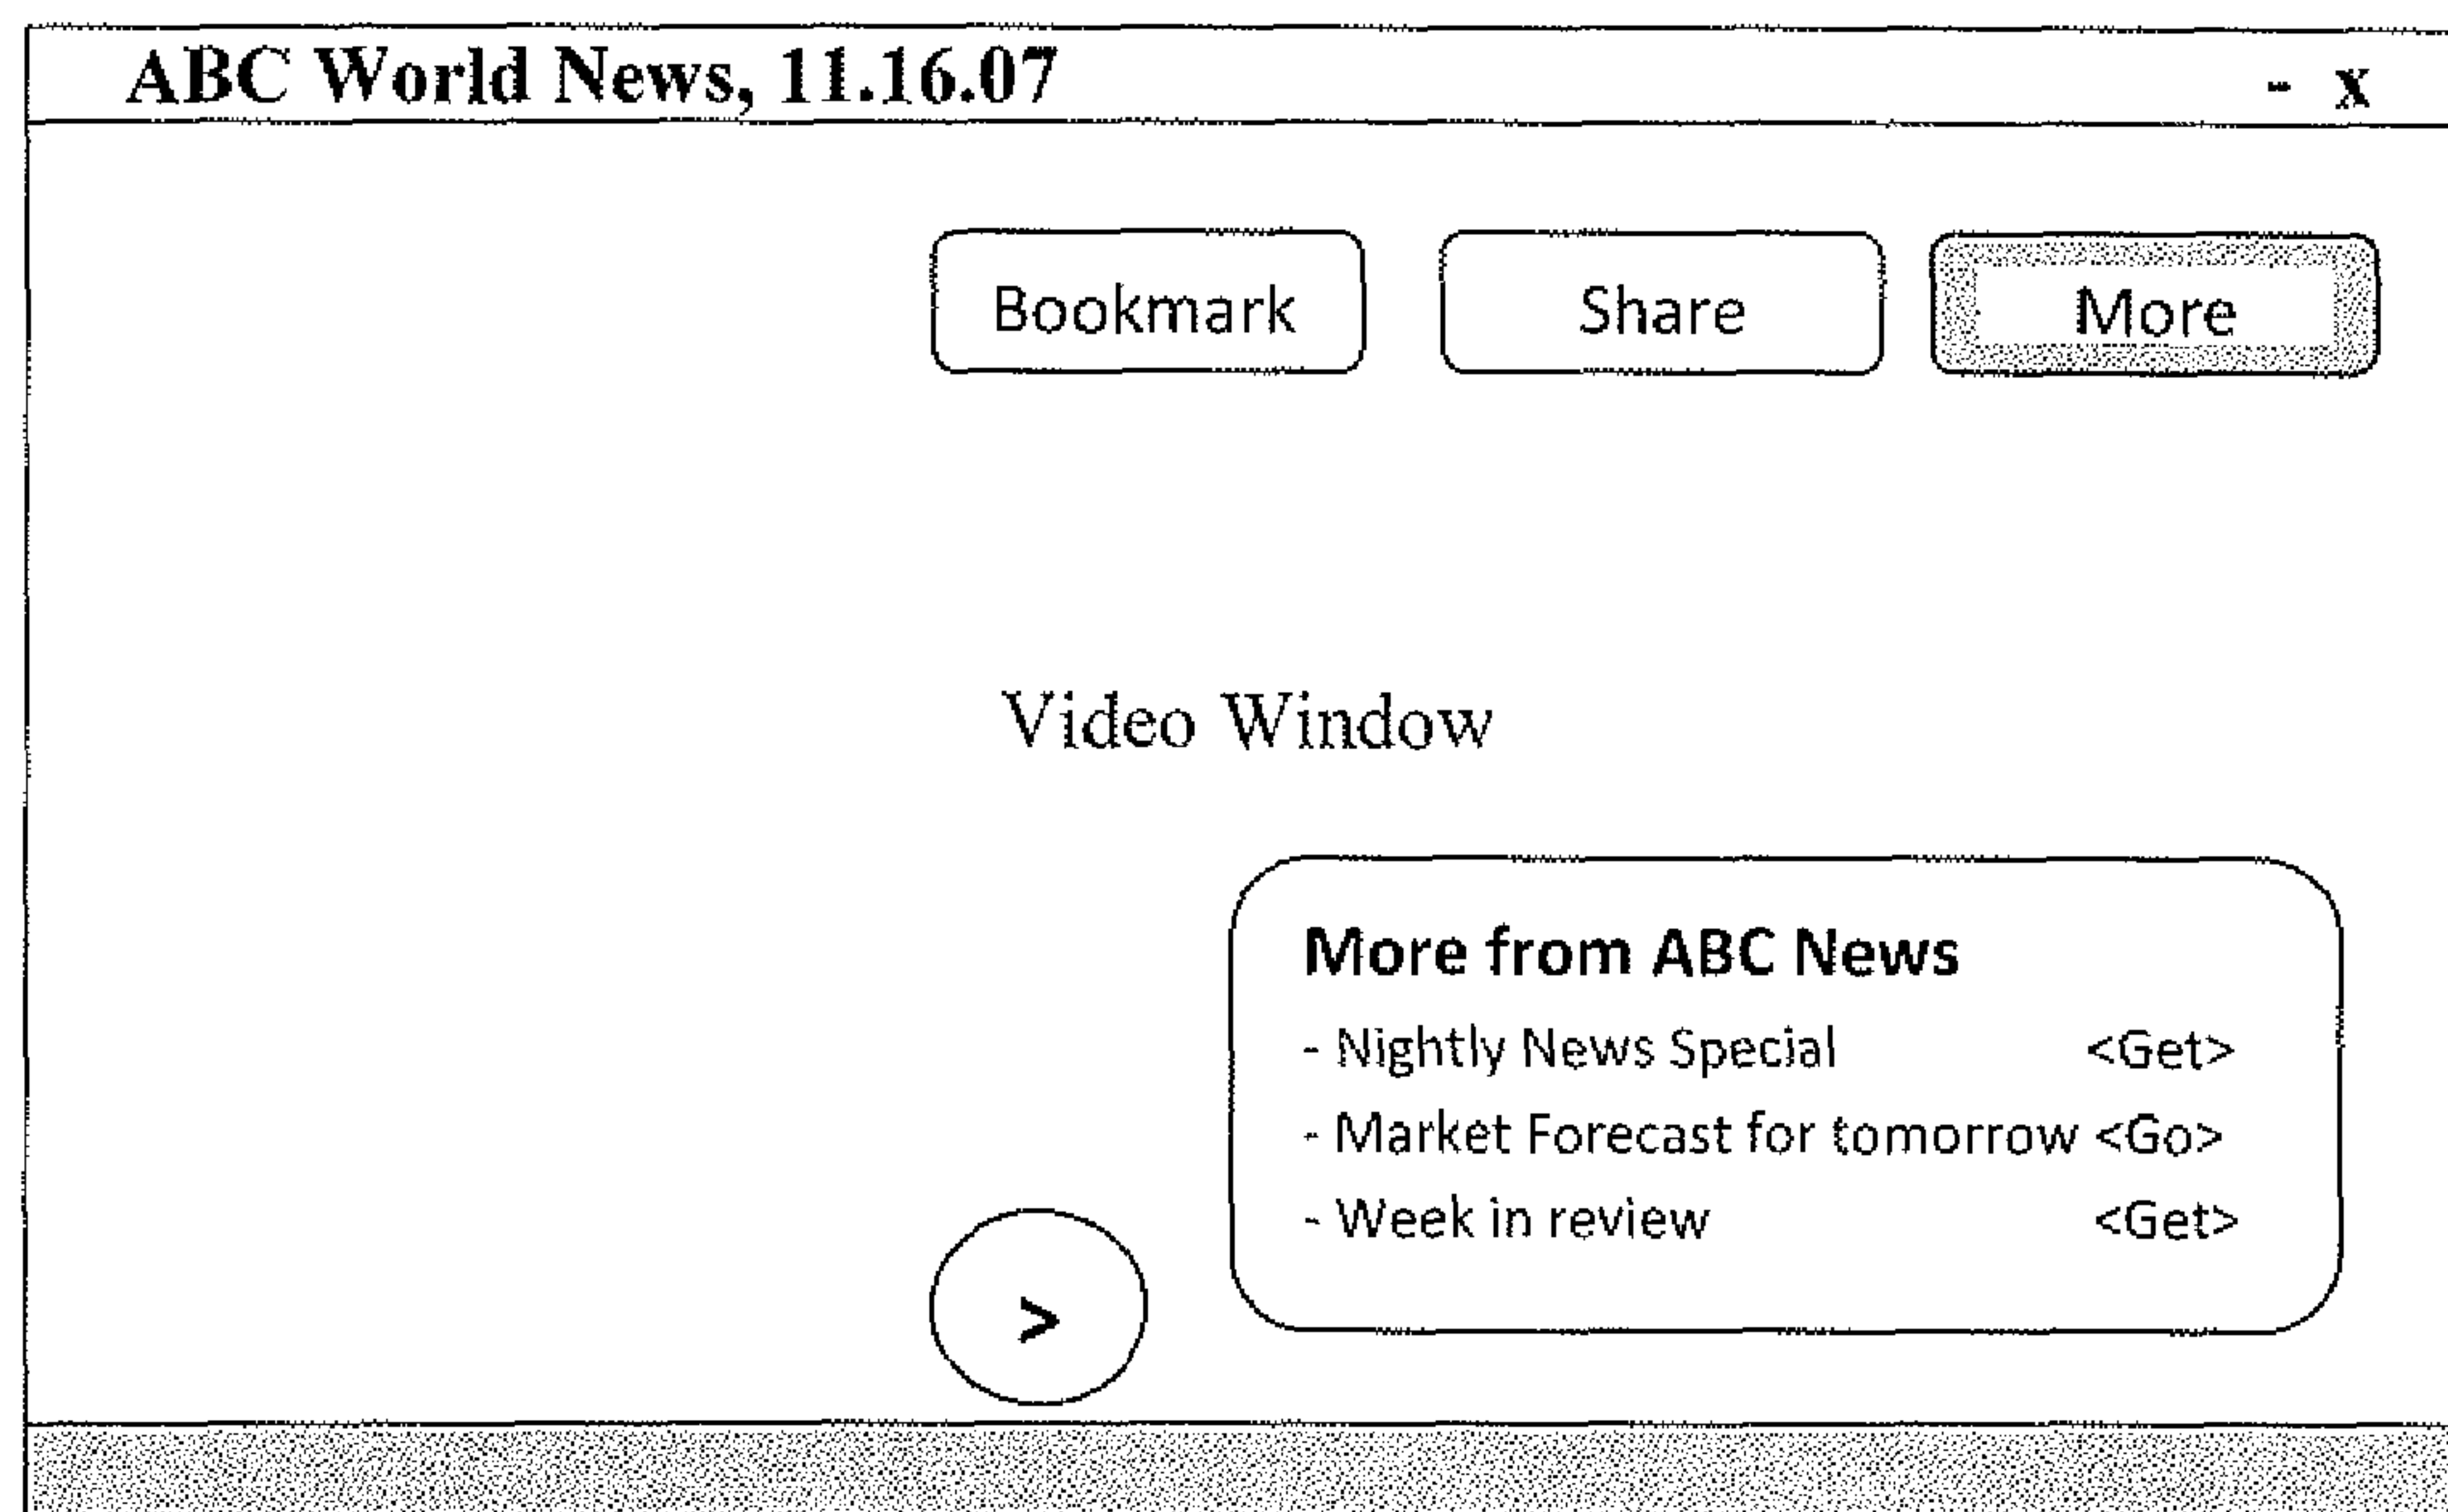 ABC World News, 11.16.07 - x
Bookmark Share More
Video Window
More from ABC News
- Nightly News Special <Get>
- Market Forecast for tomorrow <Go>
- Week in review <Get>
>